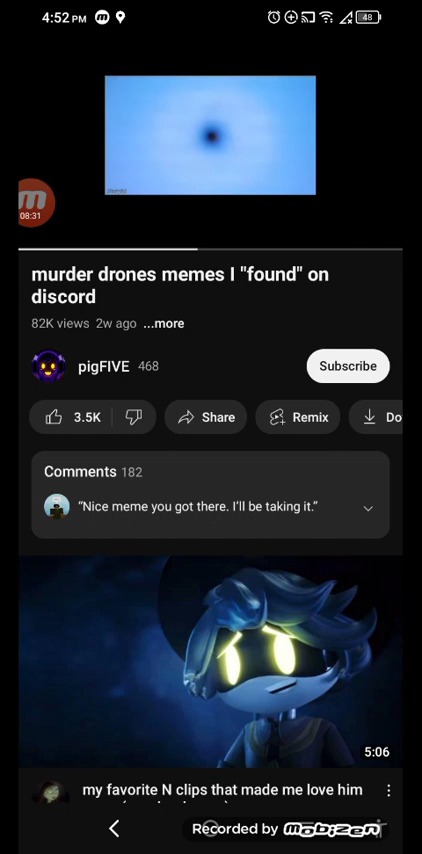 4:52 PM
48
08:31
murder drones memes I "found" on
discord
82K views 2w ago ...more
pigFIVE 468
Subscribe
3.5K
Share
Remix
Do
Comments 182
“Nice meme you got there. I’ll be taking it.”
5:06
my favorite N clips that made me love him
Recorded by mobizen